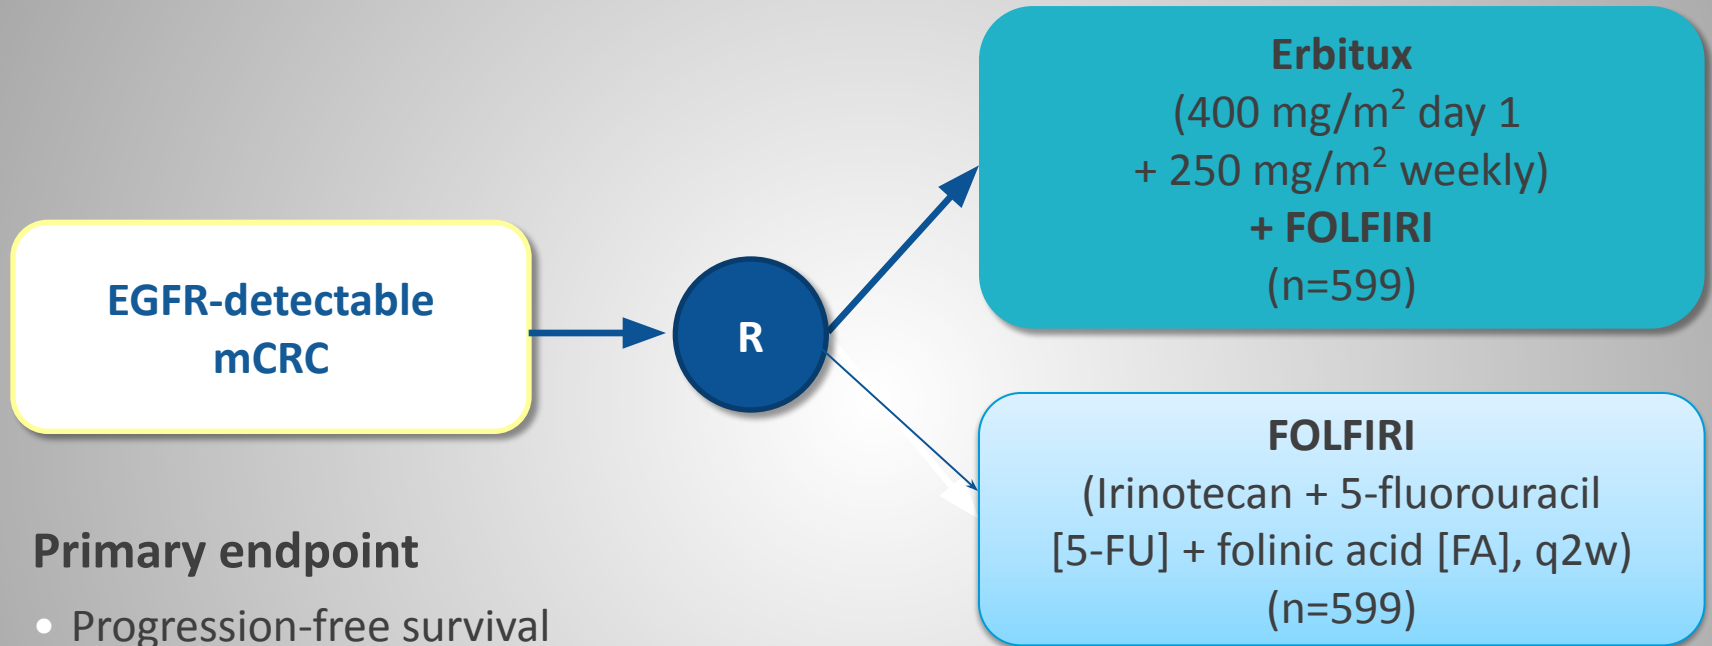 EGFR-detectable
mCRC
R
Erbitux
(400 mg/m² day 1
+ 250 mg/m² weekly)
+ FOLFIRI
(n=599)
FOLFIRI
(Irinotecan + 5-fluorouracil
[5-FU] + folinic acid [FA], q2w)
(n=599)
Primary endpoint
• Progression-free survival